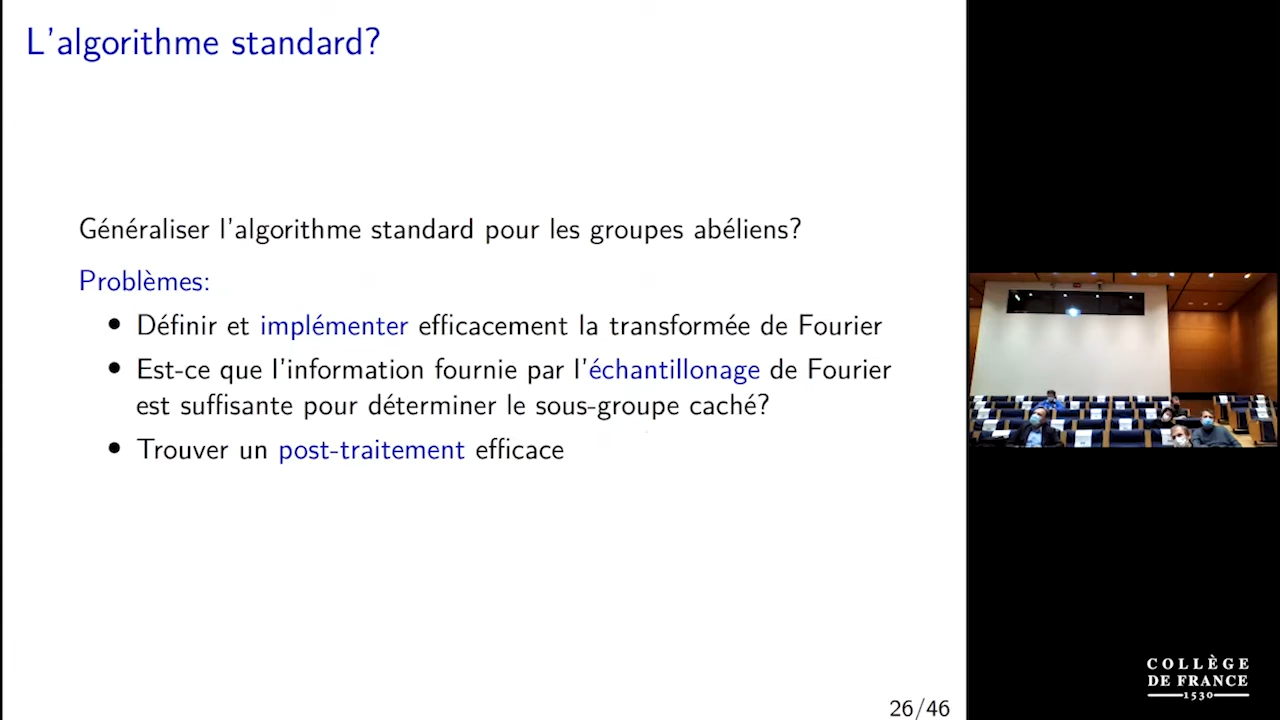 L'algorithme standard?
Généraliser l'algorithme standard pour les groupes abéliens?
Problèmes:
• Définir et implémenter efficacement la transformée de Fourier
• Est-ce que l'information fournie par l'échantillonage de Fourier
est suffisante pour déterminer le sous-groupe caché?
• Trouver un post-traitement efficace
26/46
COLLÈGE
DE FRANCE
1530